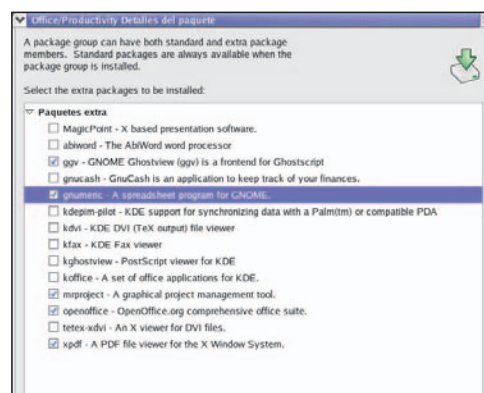 Office/Productivity Detalles del paquete
A package group can have both standard and extra package
members. Standard packages are always available when the
package group is installed.
Select the extra packages to be installed:
Paquetes extra
MagicPoint - X based presentation software.
abiword - The AbiWord word processor
ggv - GNOME Ghostview (ggv) is a frontend for Ghostscript
gnucash - GnuCash is an application to keep track of your finances.
gnumeric - A spreadsheet program for GNOME.
kdepim-pilot - KDE support for synchronizing data with a Palm(tm) or compatible PDA
kdvi - KDE DVI (TeX output) file viewer
kfax - KDE Fax viewer
kghostview - PostScript viewer for KDE
koffice - A set of office applications for KDE.
mrproject - A graphical project management tool.
openoffice - OpenOffice.org comprehensive office suite.
tetex-xdvi - An X viewer for DVI files.
xpdf - A PDF file viewer for the X Window System.